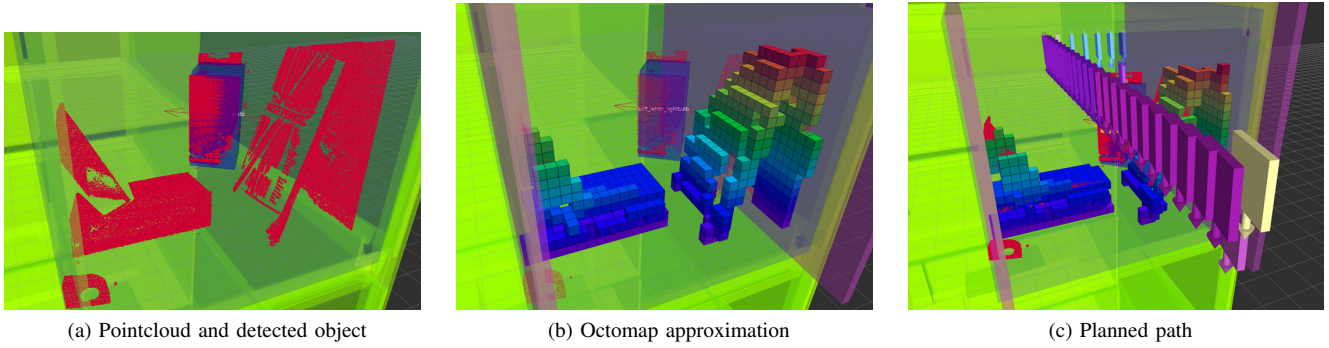 (a) Pointcloud and detected object
(b) Octomap approximation
(c) Planned path